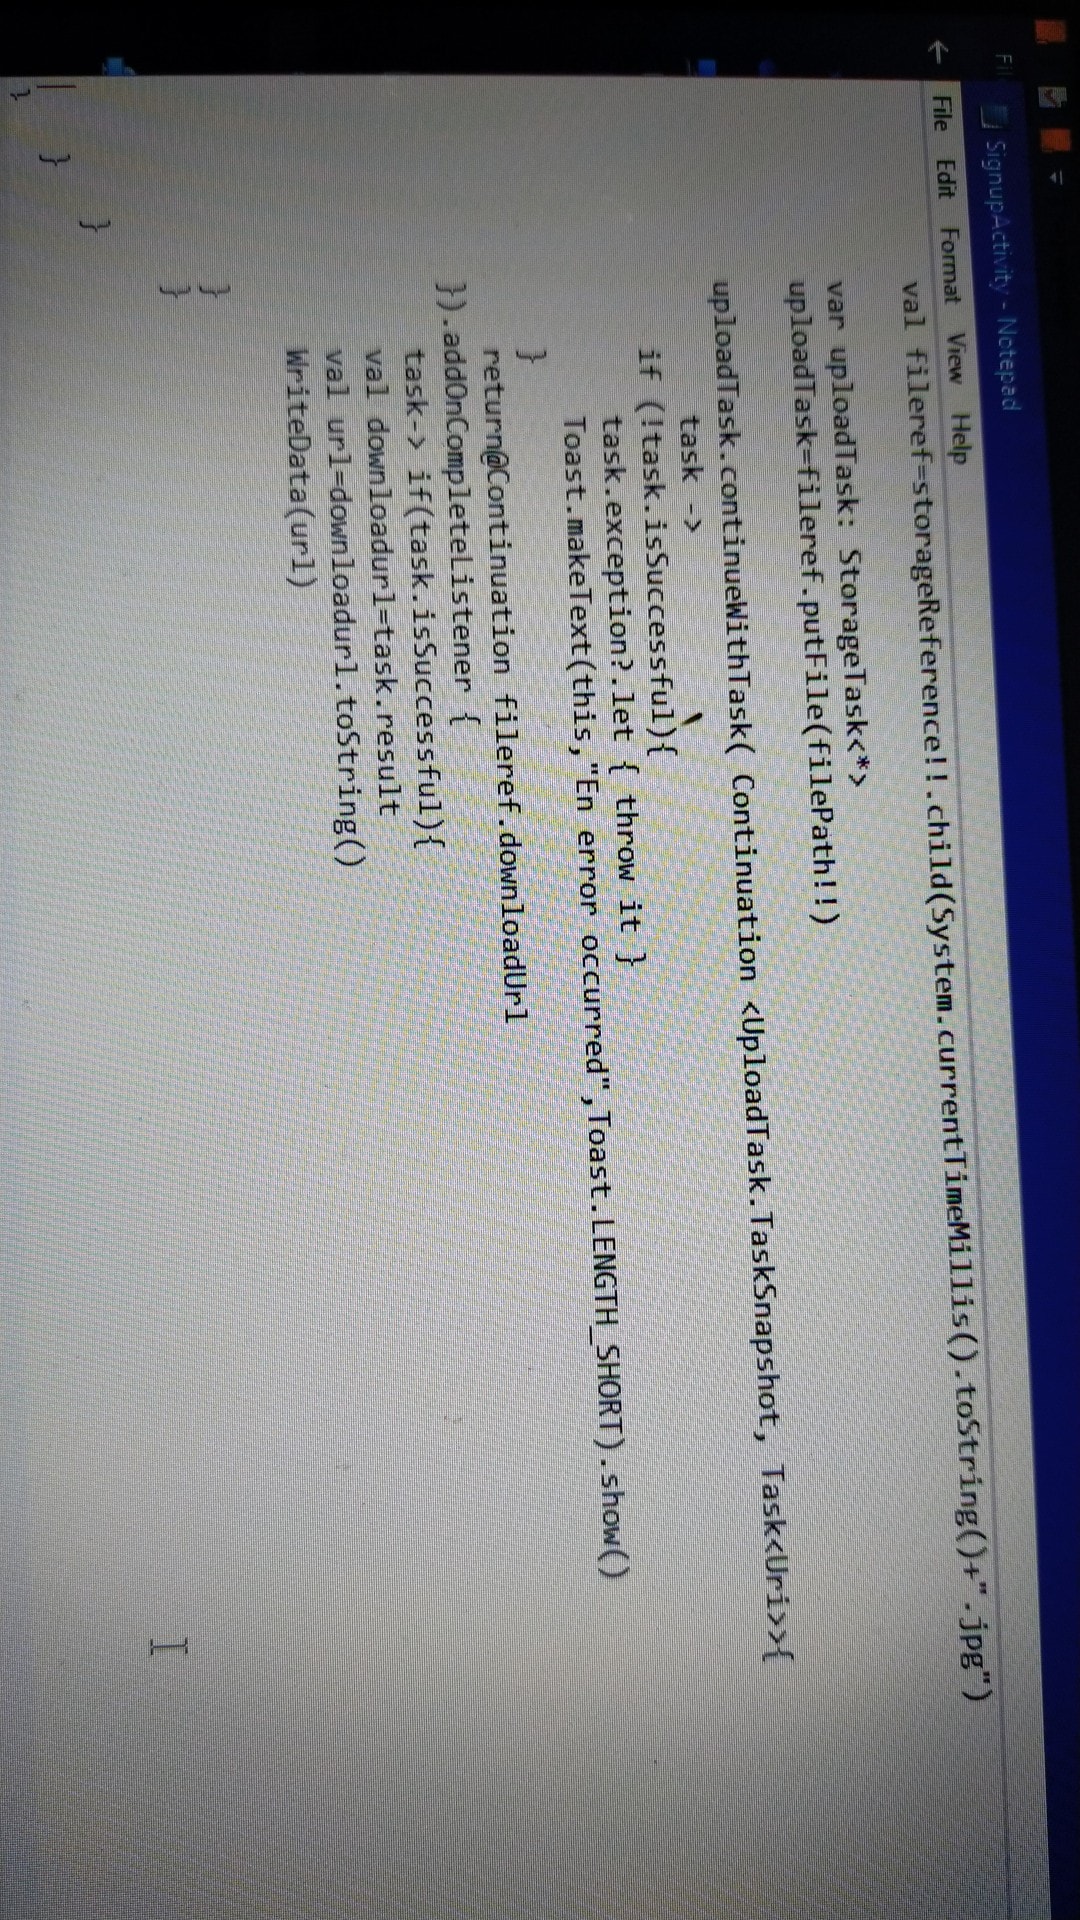 Fil
SignupActivity - Notepad
File Edit Format View Help
val fileref=storageReference!!.child(System.currentTimeMillis().toString()+".jpg")
var uploadTask: StorageTask<*>
uploadTask=fileref.putFile(filePath!!)
uploadTask.continueWithTask( Continuation <UploadTask.TaskSnapshot, Task<Uri>>{
task ->
if (!task.isSuccessful){
task.exception?.let { throw it }
Toast.makeText(this,"En error occurred",Toast.LENGTH_SHORT).show()
}
return@Continuation fileref.downloadUrl
}).addOnCompleteListener {
task-> if(task.isSuccessful){
val downloadurl=task.result
val url=downloadurl.toString()
WriteData(url)
}
}
}
}
}